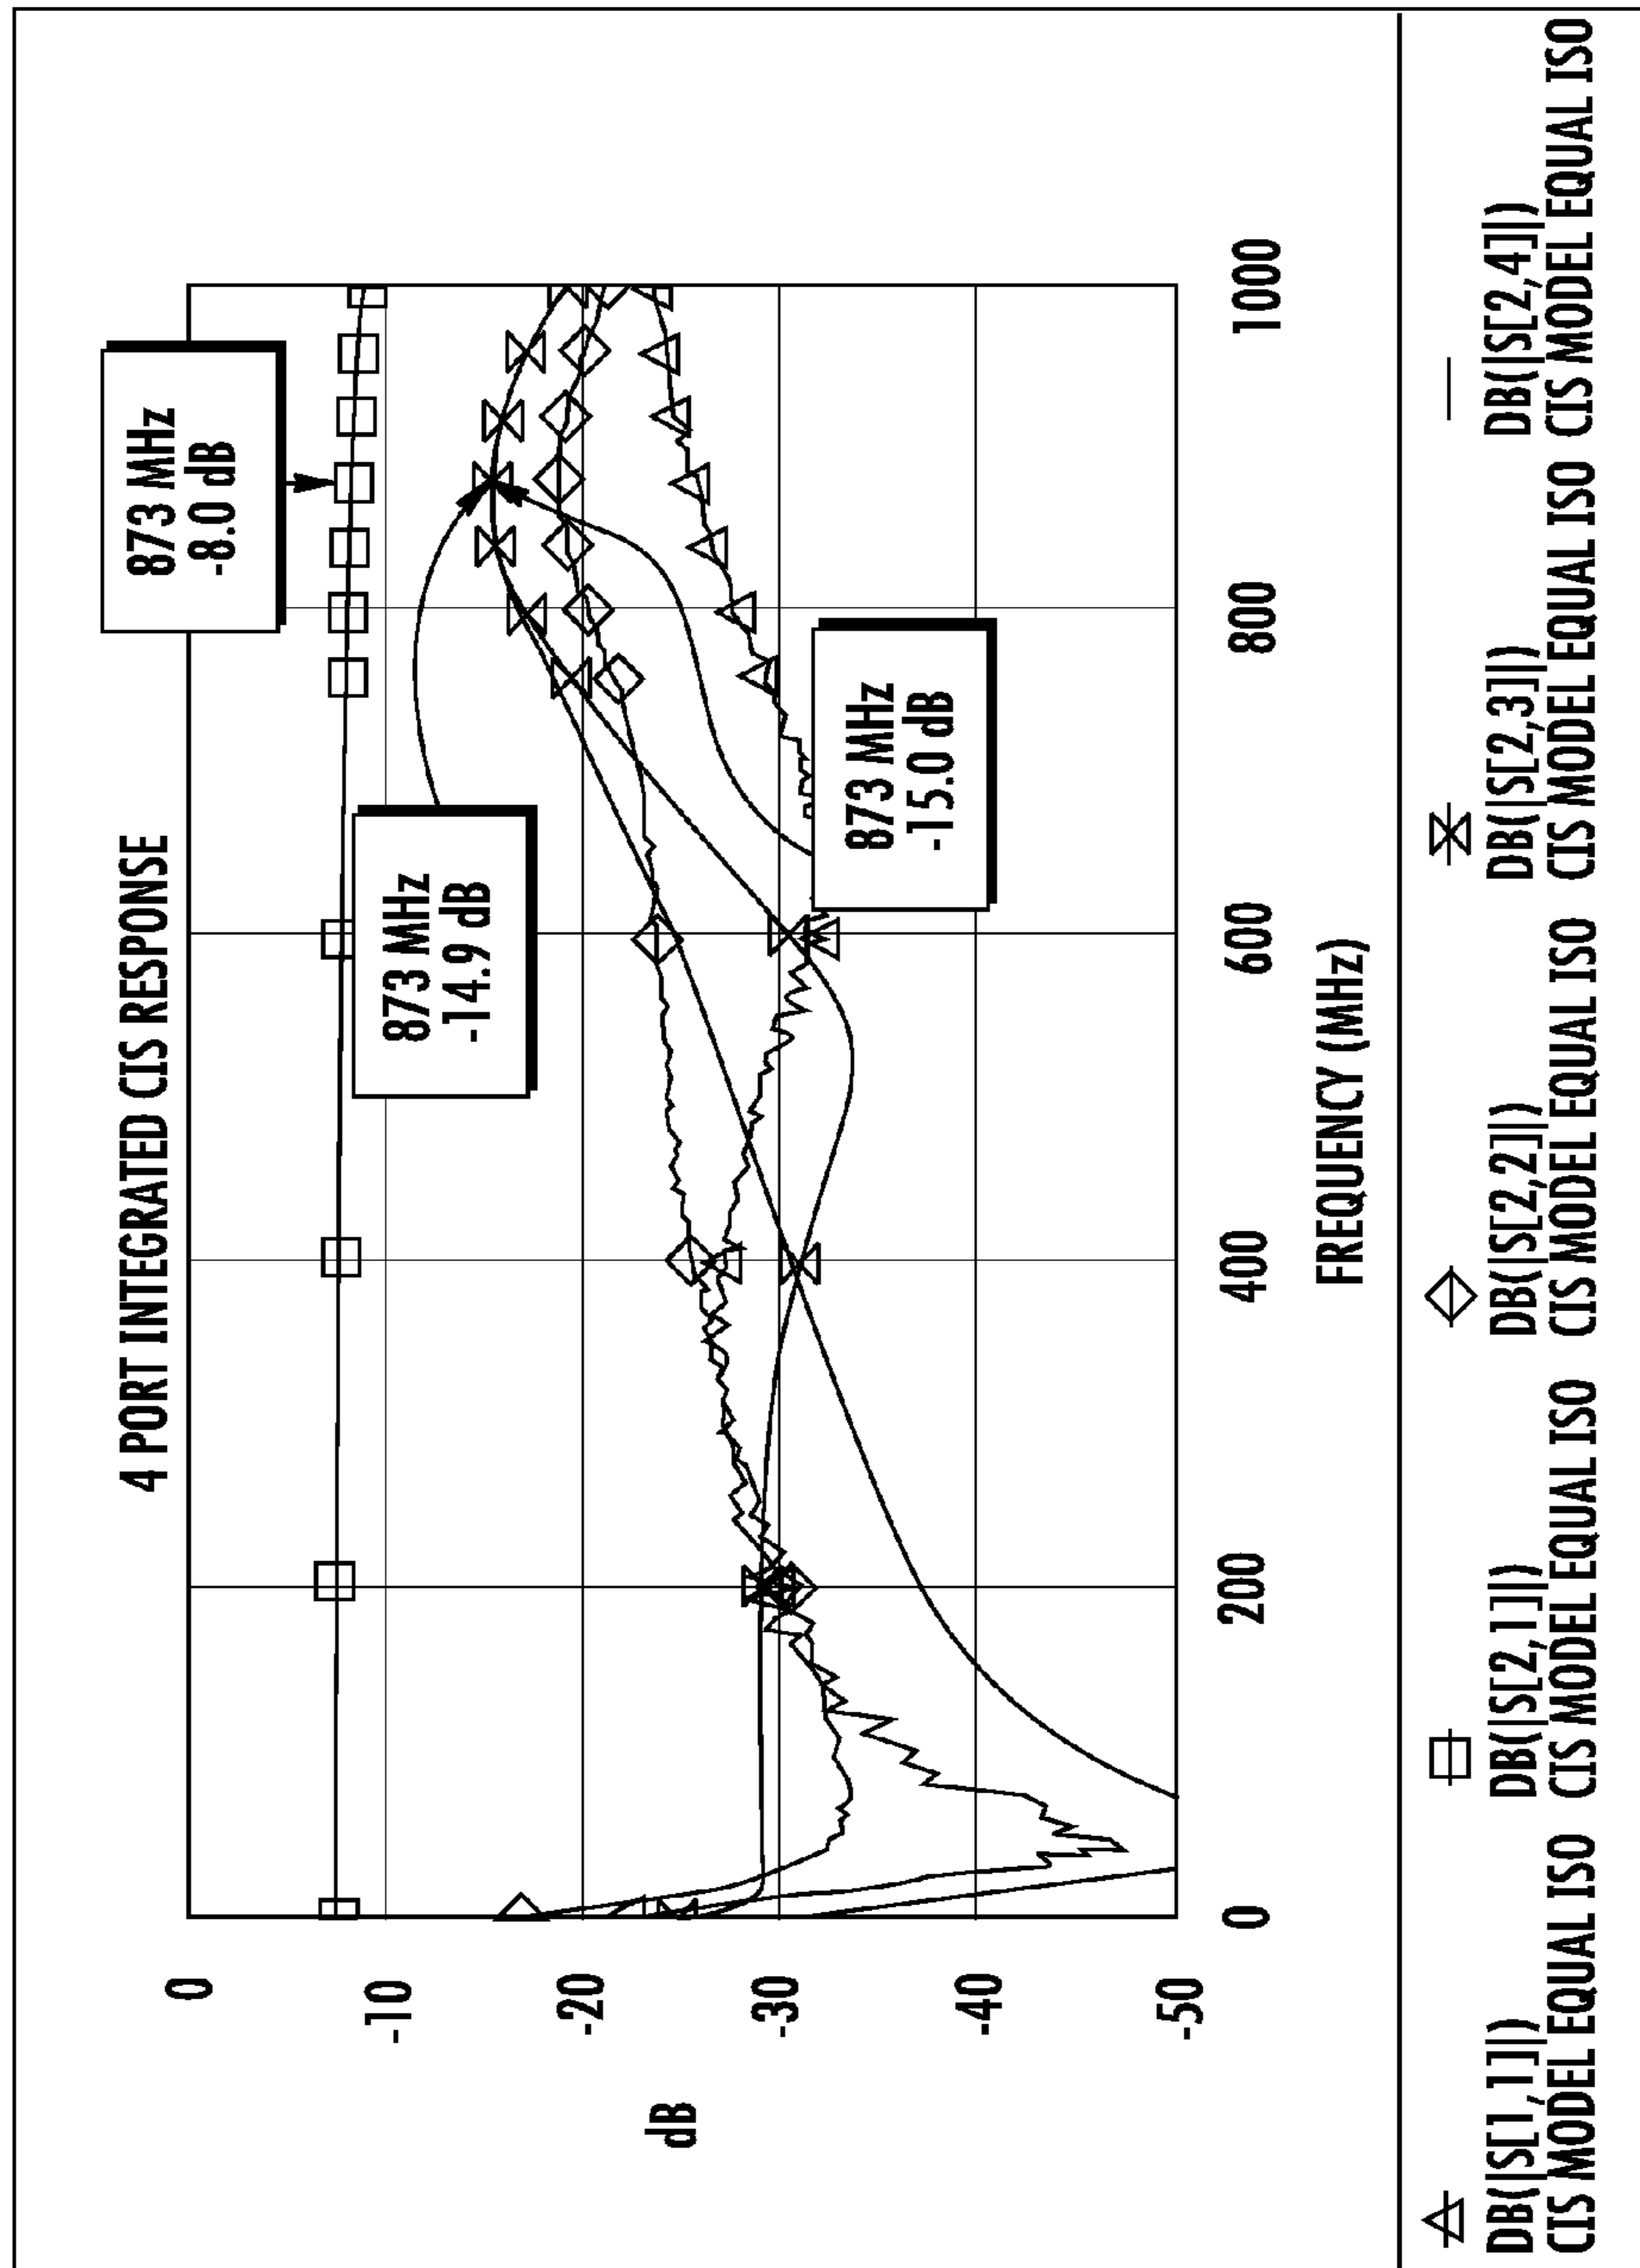 4 PORT INTEGRATED CIS RESPONSE
873 MHz
-8.0 dB
873 MHz
-14.9 dB
873 MHz
-15.0 dB
dB
0
-10
-20
-30
-40
-50
0
200
400
600
800
1000
FREQUENCY (MHz)
DB(|S[1,1]|)
CIS MODEL EQUAL ISO
DB(|S[2,1]|)
CIS MODEL EQUAL ISO
DB(|S[2,2]|)
CIS MODEL EQUAL ISO
DB(|S[2,3]|)
CIS MODEL EQUAL ISO
DB(|S[2,4]|)
CIS MODEL EQUAL ISO